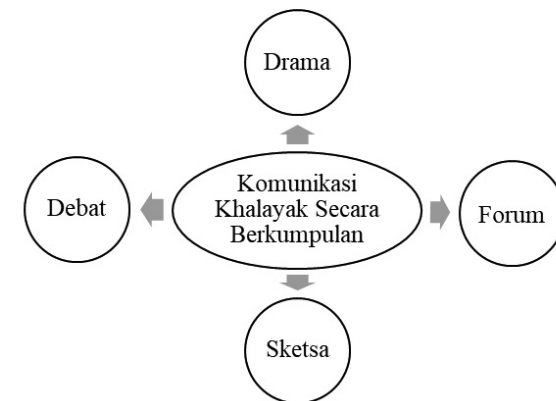 Drama
Debat
Komunikasi
Khalayak Secara
Berkumpulan
Forum
Sketsa